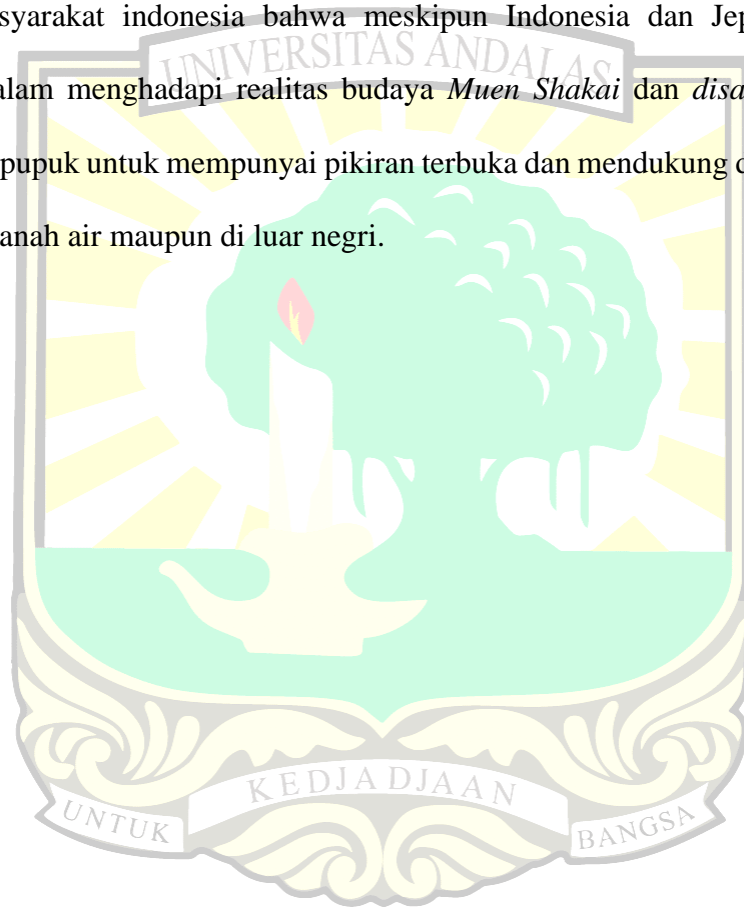 syarakat indonesia bahwa meskipun Indonesia dan Jep
UNIVERSITAS ANDALAS
alam menghadapi realitas budaya Muen Shakai dan disa
pupuk untuk mempunyai pikiran terbuka dan mendukung
anah air maupun di luar negri.
KEDJADJAAN
UNTUK
BANGSA